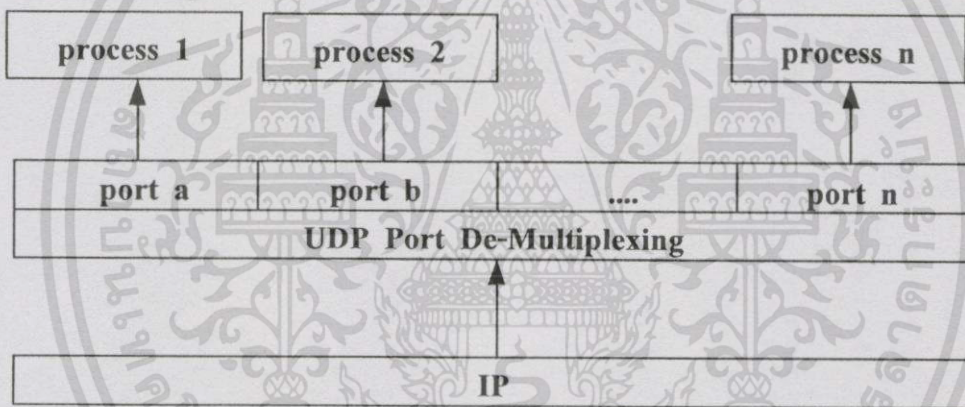 process 1 process 2 process n
port a port b .... port n
UDP Port De-Multiplexing
IP